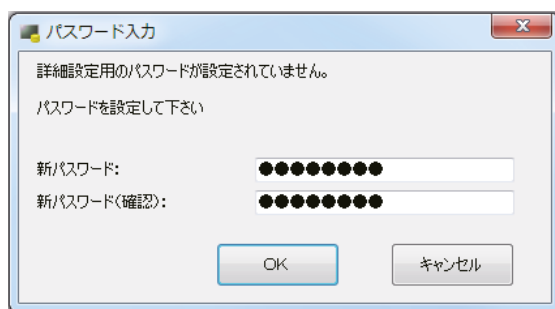 パスワード入力
詳細設定用のパスワードが設定されていません。
パスワードを設定して下さい
新パスワード: ●●●●●●●●
新パスワード(確認): ●●●●●●●●
OK キャンセル